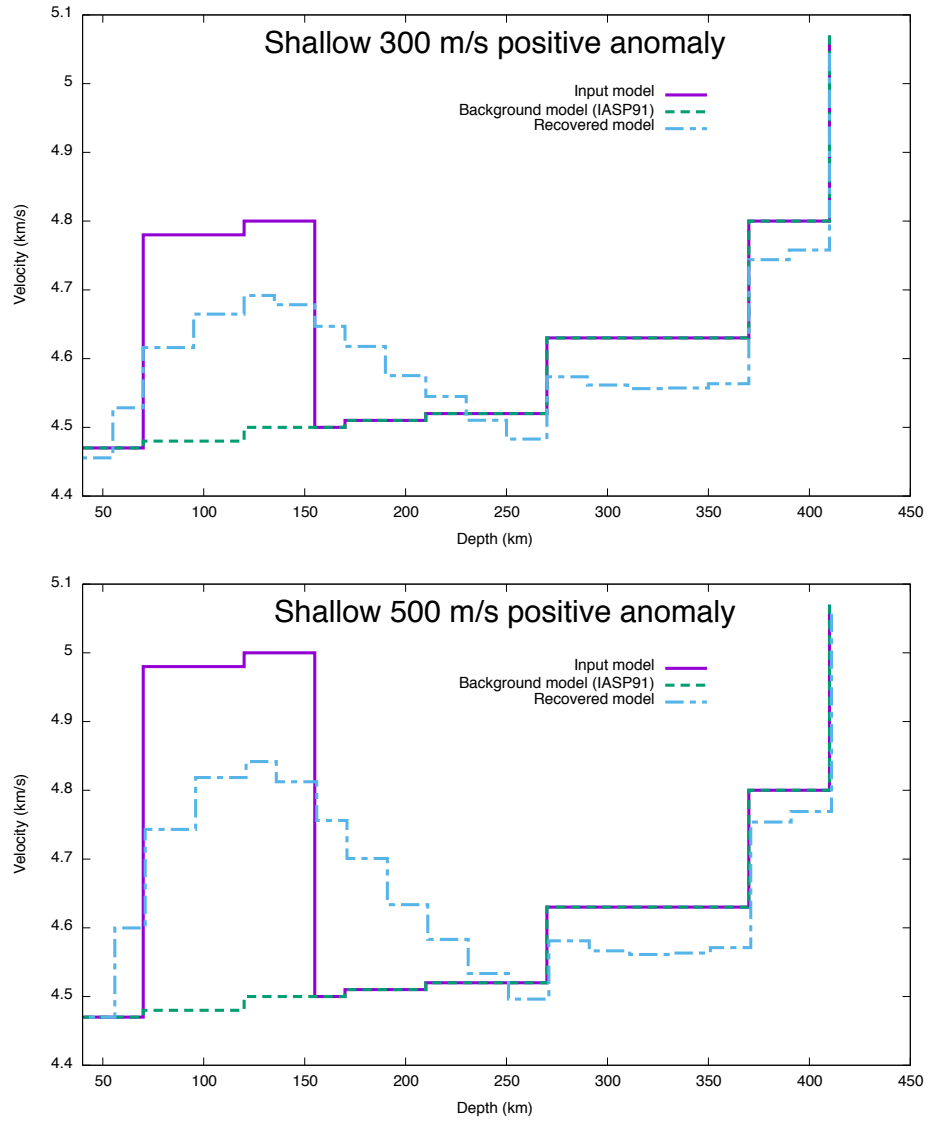 Shallow 300 m/s positive anomaly
Input model
Background model (IASP91)
Recovered model
Velocity (km/s)
5.1
5
4.9
4.8
4.7
4.6
4.5
4.4
50 100 150 200 250 300 350 400 450
Depth (km)
Shallow 500 m/s positive anomaly
Input model
Background model (IASP91)
Recovered model
Velocity (km/s)
5.1
5
4.9
4.8
4.7
4.6
4.5
4.4
50 100 150 200 250 300 350 400 450
Depth (km)